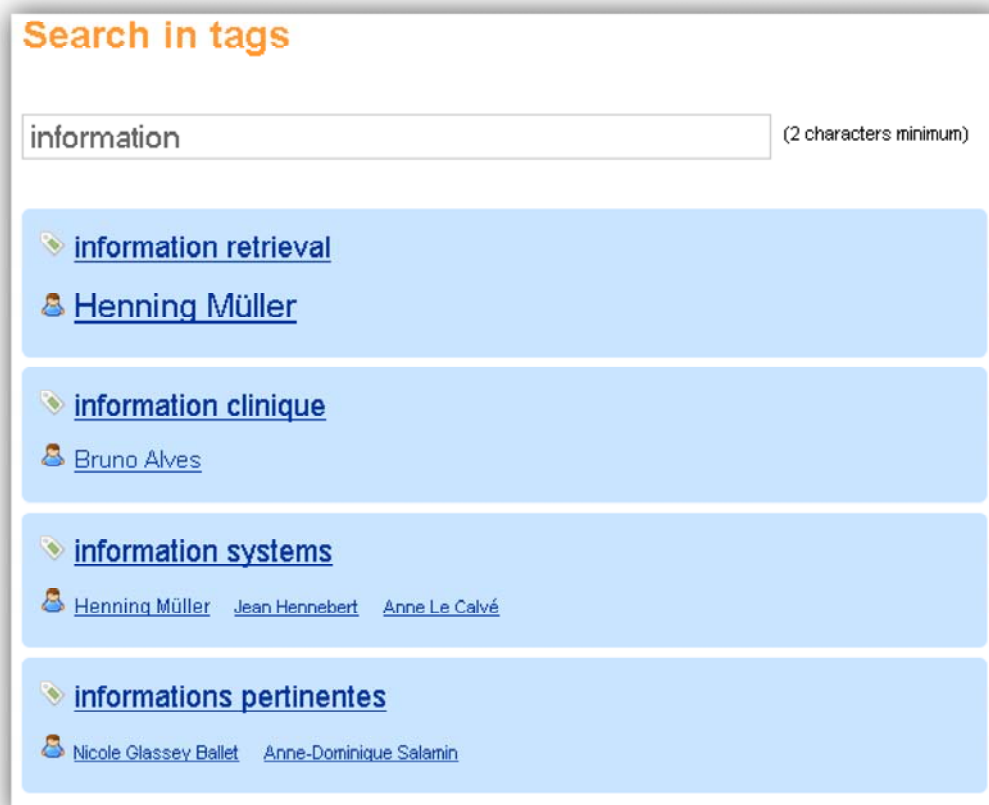 Search in tags
information (2 characters minimum)
information retrieval
Henning Müller
information clinique
Bruno Alves
information systems
Henning Müller Jean Hennebert Anne Le Calvé
informations pertinentes
Nicole Glassey Ballet Anne-Dominique Salamin